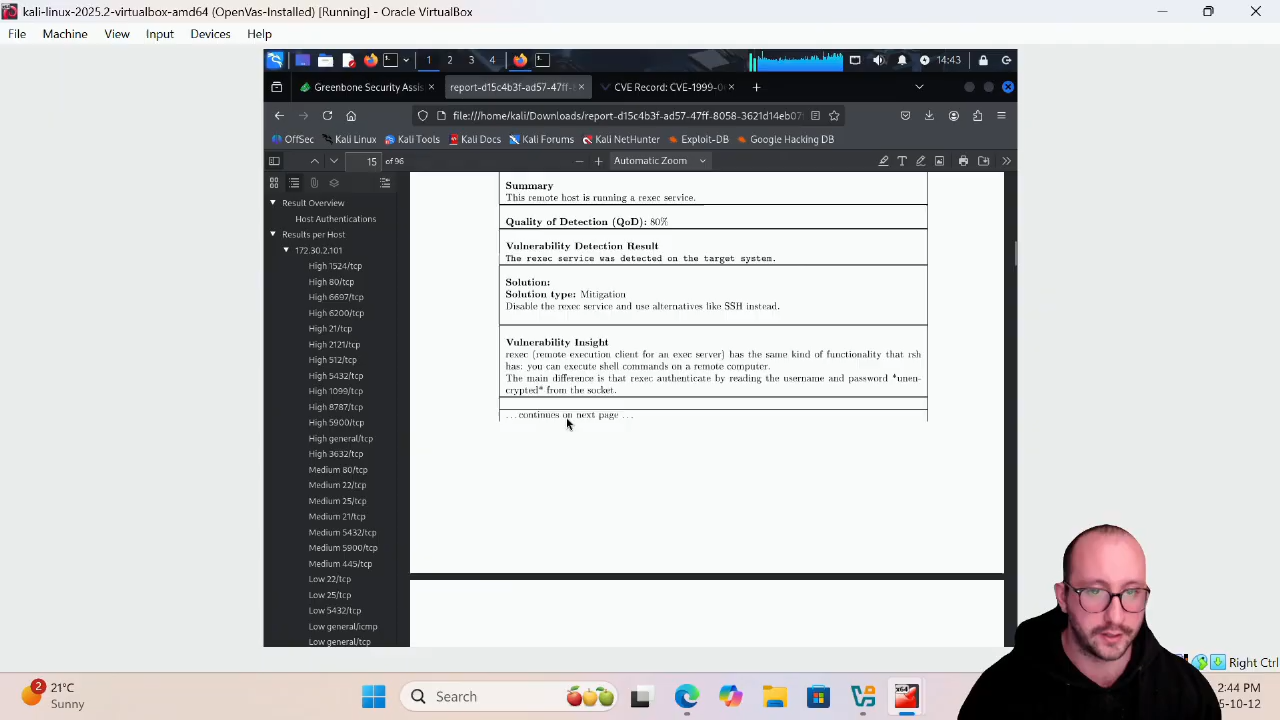 kali-linux-2025.2-virtualbox-amd64 (OpenVas-Installed) [Running] - Oracle VirtualBox
File Machine View Input Devices Help
1 2 3 4 14:43
Greenbone Security Assis
report-d15c4b3f-ad57-47ff-
CVE Record: CVE-1999-0
file:///home/kali/Downloads/report-d15c4b3f-ad57-47ff-8058-3621d14eb07
OffSec Kali Linux Kali Tools Kali Docs Kali Forums Kali NetHunter Exploit-DB Google Hacking DB
15 of 96 Automatic Zoom
Result Overview
Host Authentications
Results per Host
172.30.2.101
High 1524/tcp
High 80/tcp
High 6697/tcp
High 6200/tcp
High 21/tcp
High 2121/tcp
High 512/tcp
High 5432/tcp
High 1099/tcp
High 8787/tcp
High 5900/tcp
High general/tcp
High 3632/tcp
Medium 80/tcp
Medium 22/tcp
Medium 25/tcp
Medium 21/tcp
Medium 5432/tcp
Medium 5900/tcp
Medium 445/tcp
Low 22/tcp
Low 25/tcp
Low 5432/tcp
Low general/icmp
Low general/tcp
Summary
This remote host is running a rexec service.
Quality of Detection (QoD): 80%
Vulnerability Detection Result
The rexec service was detected on the target system.
Solution:
Solution type: Mitigation
Disable the rexec service and use alternatives like SSH instead.
Vulnerability Insight
rexec (remote execution client for an exec server) has the same kind of functionality that rsh
has: you can execute shell commands on a remote computer.
The main difference is that rexec authenticate by reading the username and password *unen-
crypted* from the socket.
. . . continues on next page . . .
Right Ctrl
2
21°C
Sunny
Search
x64
2:44 PM
5-10-12